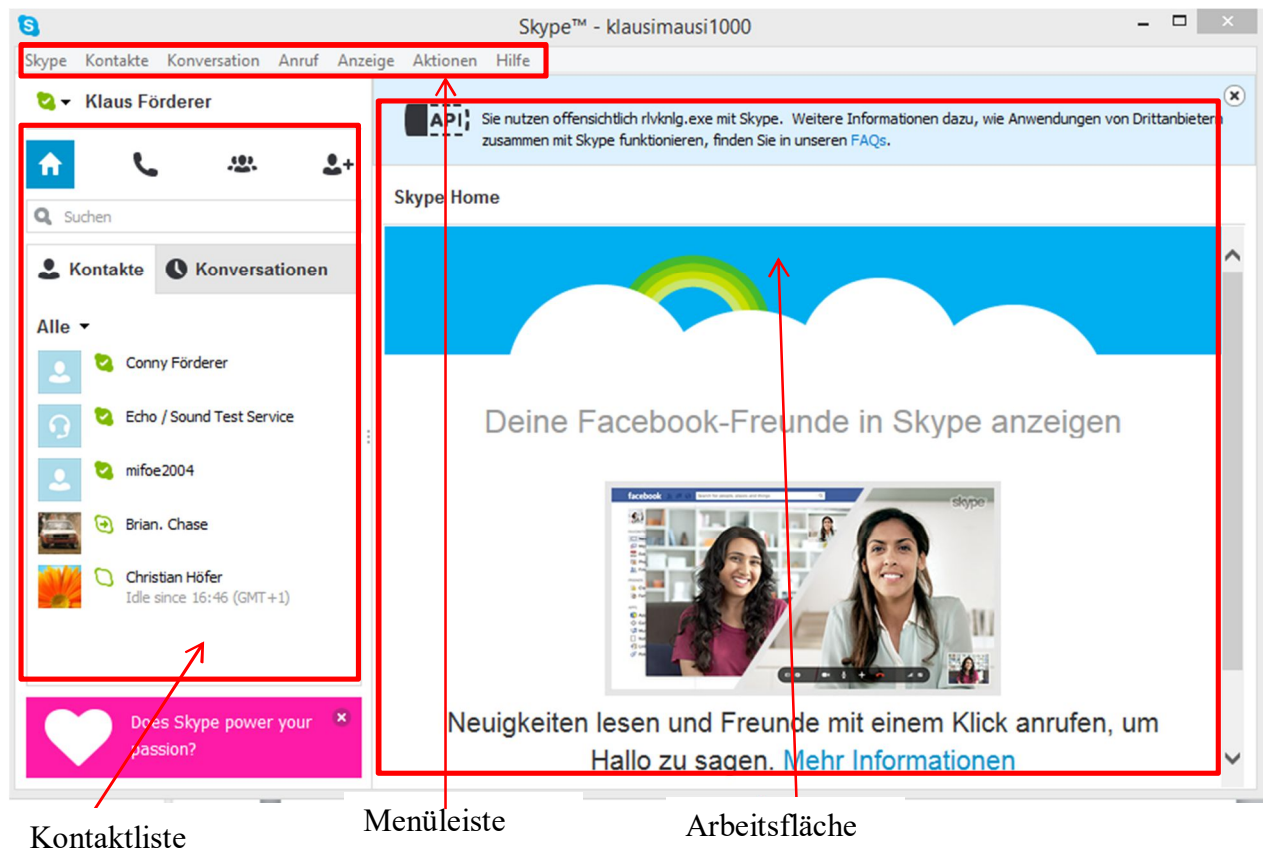 Skype™ - klausimausi1000
Skype Kontakte Konversation Anruf Anzeige Aktionen Hilfe
Klaus Förderer
API
Sie nutzen offensichtlich rlvknlg.exe mit Skype. Weitere Informationen dazu, wie Anwendungen von Drittanbietern
zusammen mit Skype funktionieren, finden Sie in unseren FAQs.
Suchen
Kontakte Konversationen
Alle
Conny Förderer
Echo / Sound Test Service
mifoe2004
Brian. Chase
Christian Höfer
Idle since 16:46 (GMT+1)
Does Skype power your
passion?
Skype Home
Deine Facebook-Freunde in Skype anzeigen
facebook
skype
Neuigkeiten lesen und Freunde mit einem Klick anrufen, um
Hallo zu sagen. Mehr Informationen
Kontaktliste
Menüleiste
Arbeitsfläche